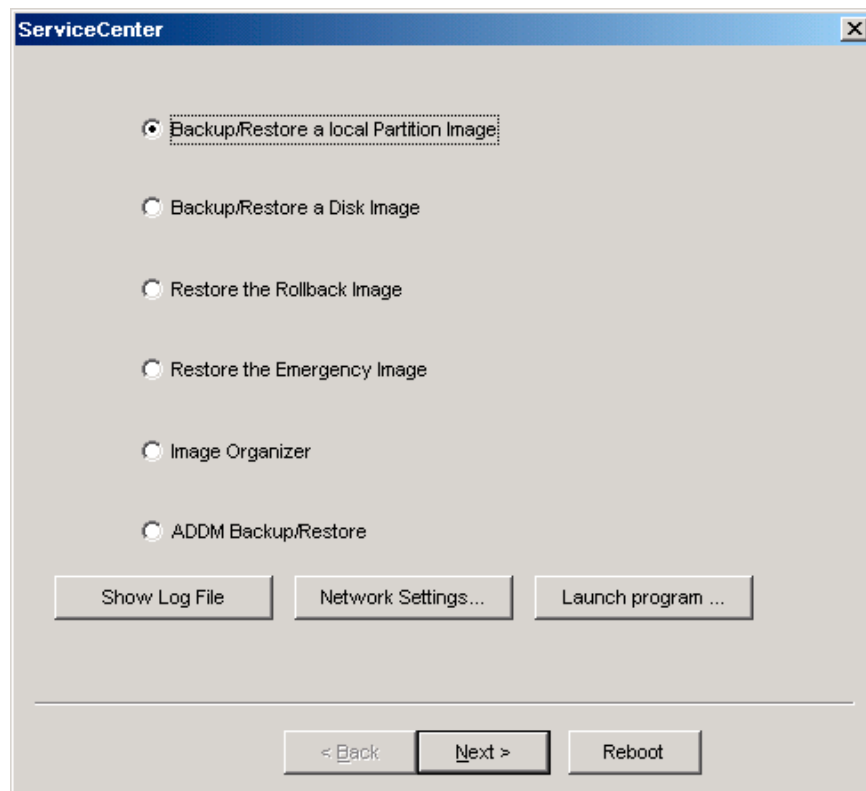 ServiceCenter
Backup/Restore a local Partition Image
Backup/Restore a Disk Image
Restore the Rollback Image
Restore the Emergency Image
Image Organizer
ADDM Backup/Restore
Show Log File Network Settings... Launch program ...
< Back Next > Reboot